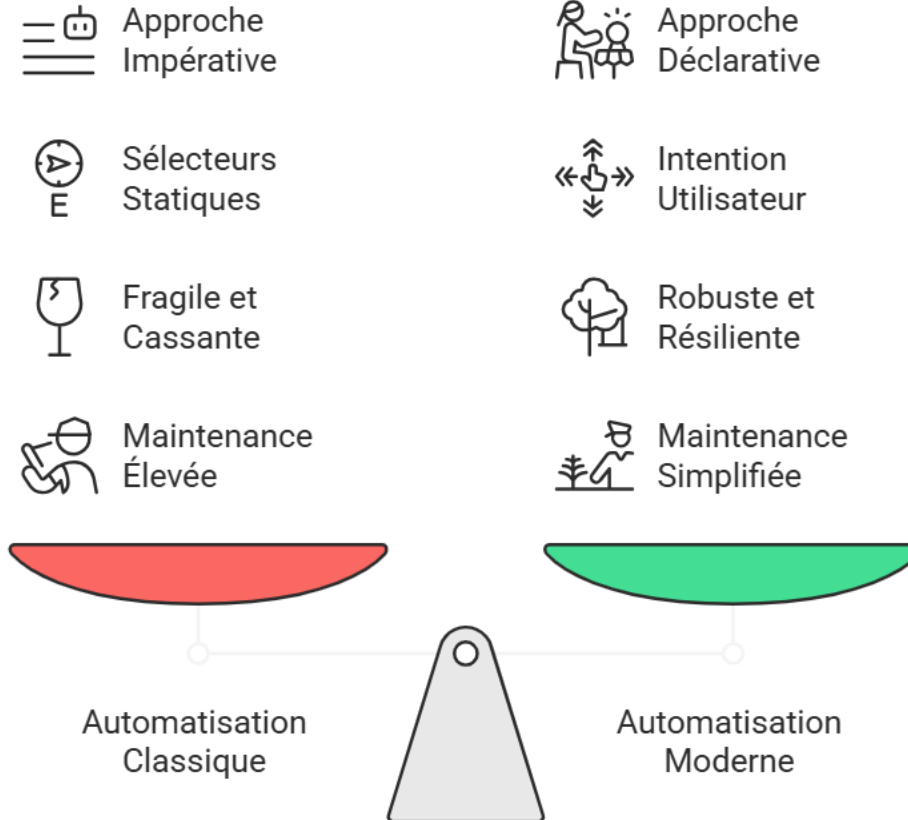 Approche
Impérative
Sélecteurs
Statiques
E
Fragile et
Cassante
Maintenance
Élevée
Automatisation
Classique
Approche
Déclarative
Intention
Utilisateur
Robuste et
Résiliente
Maintenance
Simplifiée
Automatisation
Moderne